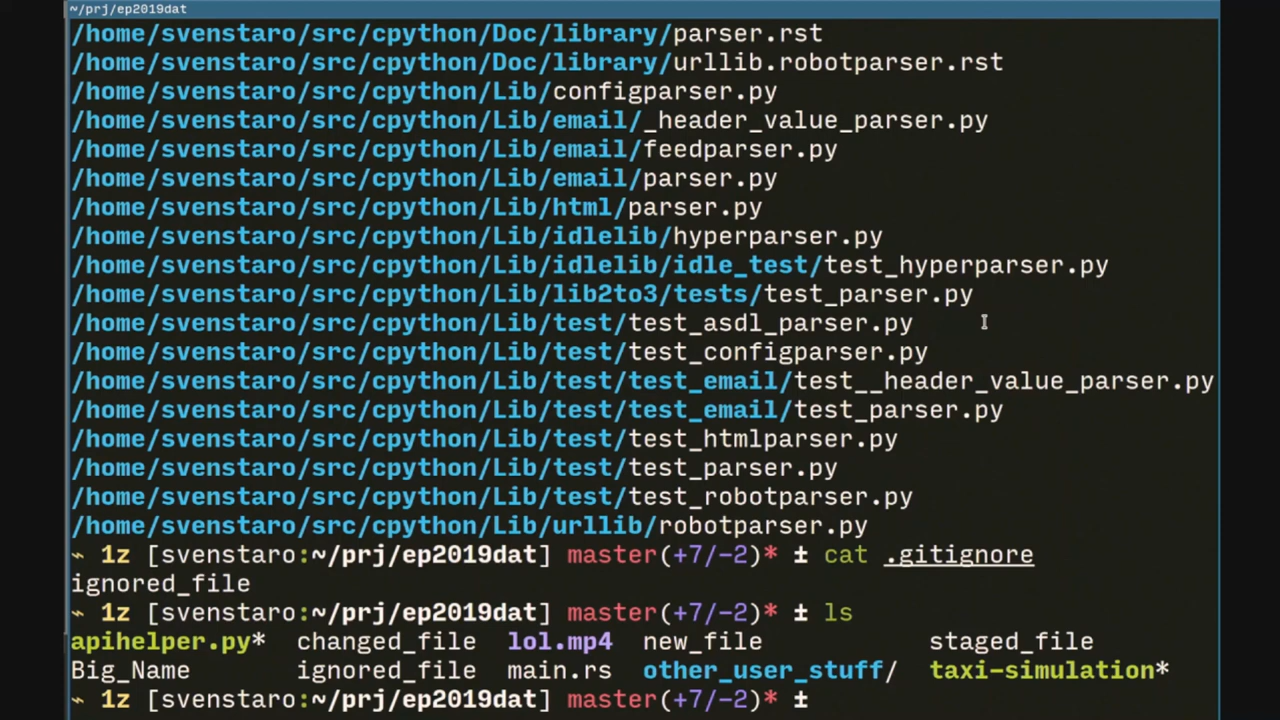 ~/prj/ep2019dat
/home/svenstaro/src/cpython/Doc/library/parser.rst
/home/svenstaro/src/cpython/Doc/library/urllib.robotparser.rst
/home/svenstaro/src/cpython/Lib/configparser.py
/home/svenstaro/src/cpython/Lib/email/_header_value_parser.py
/home/svenstaro/src/cpython/Lib/email/feedparser.py
/home/svenstaro/src/cpython/Lib/email/parser.py
/home/svenstaro/src/cpython/Lib/html/parser.py
/home/svenstaro/src/cpython/Lib/idlelib/hyperparser.py
/home/svenstaro/src/cpython/Lib/idlelib/idle_test/test_hyperparser.py
/home/svenstaro/src/cpython/Lib/lib2to3/tests/test_parser.py
/home/svenstaro/src/cpython/Lib/test/test_asdl_parser.py
/home/svenstaro/src/cpython/Lib/test/test_configparser.py
/home/svenstaro/src/cpython/Lib/test/test_email/test__header_value_parser.py
/home/svenstaro/src/cpython/Lib/test/test_email/test_parser.py
/home/svenstaro/src/cpython/Lib/test/test_htmlparser.py
/home/svenstaro/src/cpython/Lib/test/test_parser.py
/home/svenstaro/src/cpython/Lib/test/test_robotparser.py
/home/svenstaro/src/cpython/Lib/urllib/robotparser.py
⌁ 1z [svenstaro:~/prj/ep2019dat] master(+7/-2)* ± cat .gitignore
ignored_file
⌁ 1z [svenstaro:~/prj/ep2019dat] master(+7/-2)* ± ls
apihelper.py* changed_file lol.mp4 new_file staged_file
Big_Name ignored_file main.rs other_user_stuff/ taxi-simulation*
⌁ 1z [svenstaro:~/prj/ep2019dat] master(+7/-2)* ±